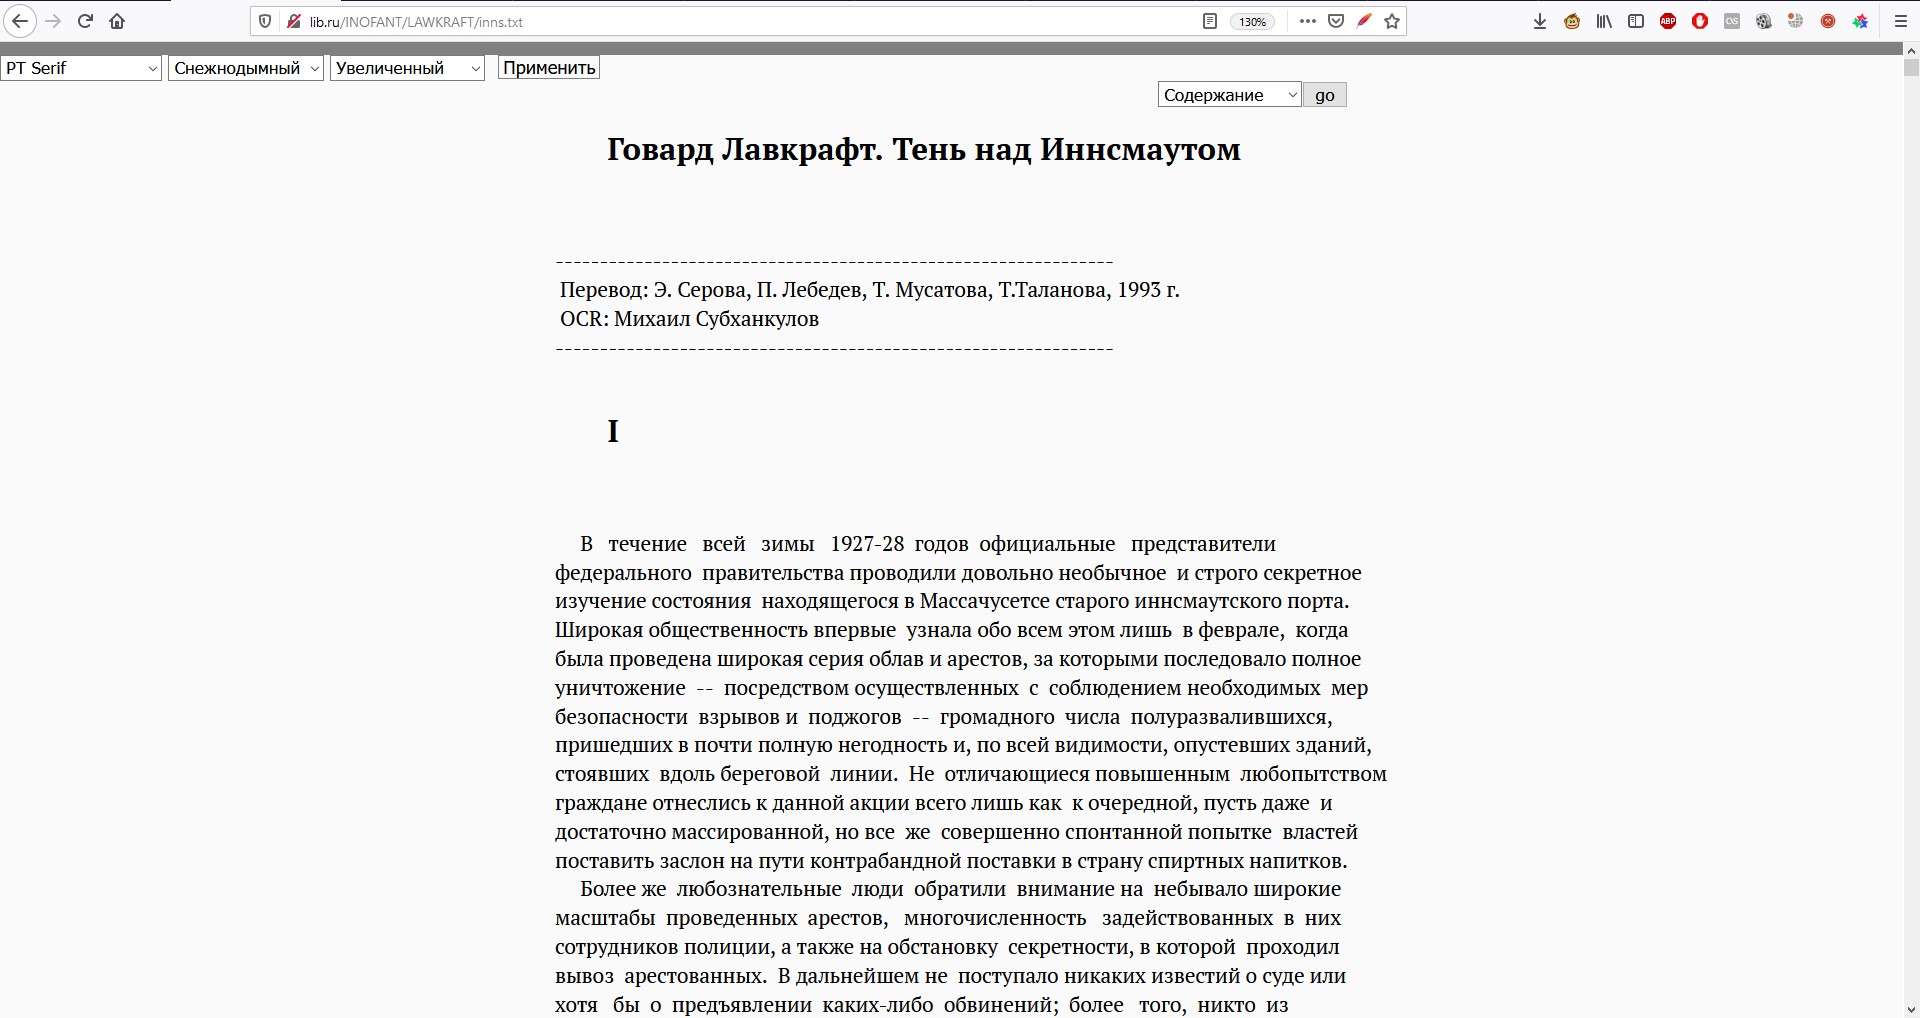 lib.ru/INOFANT/LAWKRAFT/inns.txt
130%
ABP
PT Serif Снежнодымный Увеличенный Применить
Содержание go
Говард Лавкрафт. Тень над Иннсмаутом
---------------------------------------------------------------
Перевод: Э. Серова, П. Лебедев, Т. Мусатова, Т.Таланова, 1993 г.
OCR: Михаил Субханкулов
---------------------------------------------------------------
I
В течение всей зимы 1927-28 годов официальные представители
федерального правительства проводили довольно необычное и строго секретное
изучение состояния находящегося в Массачусетсе старого иннсмаутского порта.
Широкая общественность впервые узнала обо всем этом лишь в феврале, когда
была проведена широкая серия облав и арестов, за которыми последовало полное
уничтожение -- посредством осуществленных с соблюдением необходимых мер
безопасности взрывов и поджогов -- громадного числа полуразвалившихся,
пришедших в почти полную негодность и, по всей видимости, опустевших зданий,
стоявших вдоль береговой линии. Не отличающиеся повышенным любопытством
граждане отнеслись к данной акции всего лишь как к очередной, пусть даже и
достаточно массированной, но все же совершенно спонтанной попытке властей
поставить заслон на пути контрабандной поставки в страну спиртных напитков.
Более же любознательные люди обратили внимание на небывало широкие
масштабы проведенных арестов, многочисленность задействованных в них
сотрудников полиции, а также на обстановку секретности, в которой проходил
вывоз арестованных. В дальнейшем не поступало никаких известий о суде или
хотя бы о предъявлении каких-либо обвинений; более того, никто из